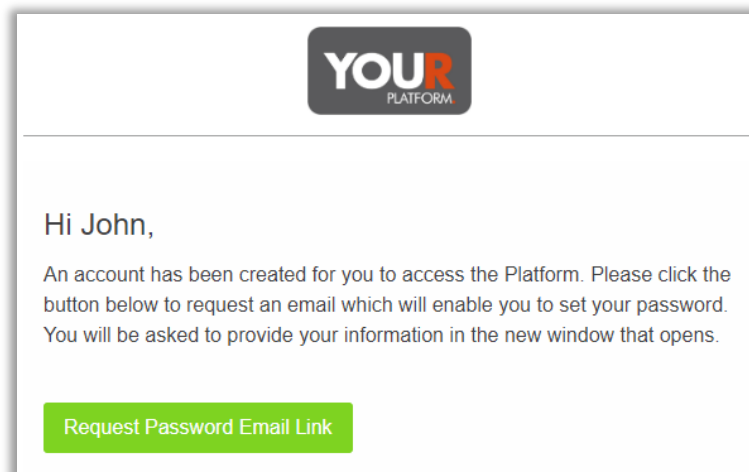 YOUR
PLATFORM.
Hi John,
An account has been created for you to access the Platform. Please click the
button below to request an email which will enable you to set your password.
You will be asked to provide your information in the new window that opens.
Request Password Email Link